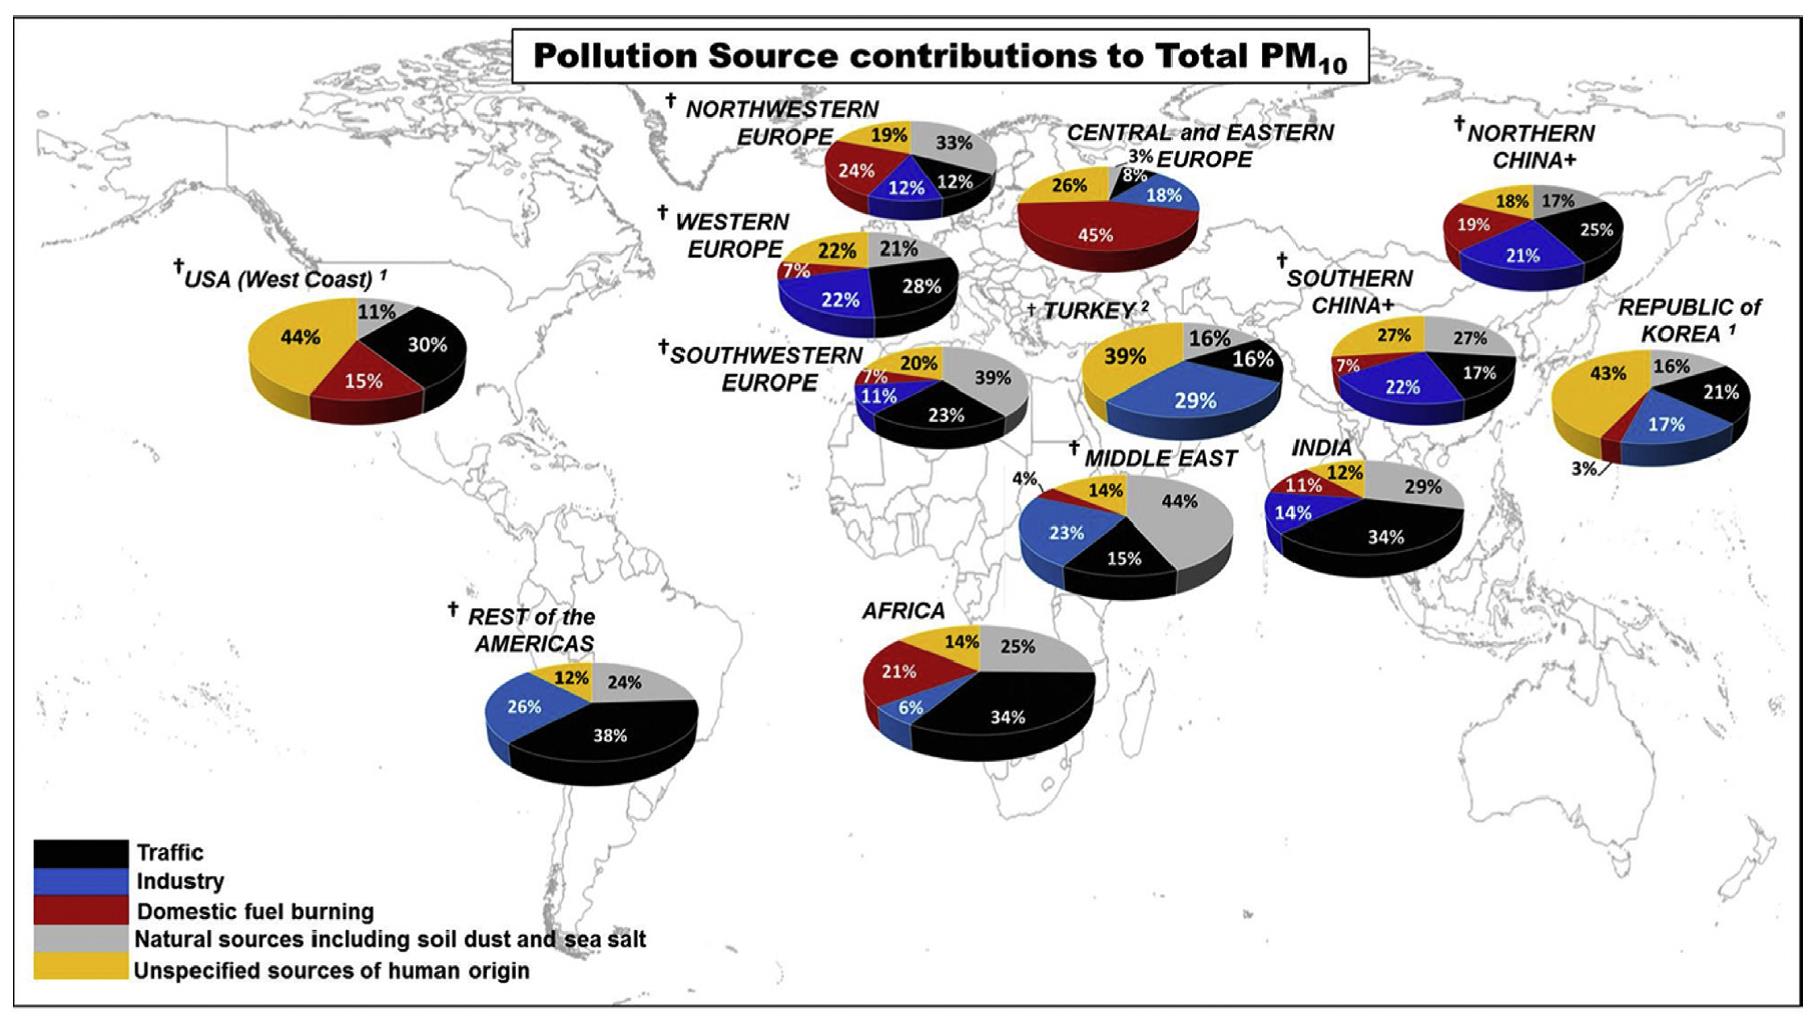 Pollution Source contributions to Total PM10
† NORTHWESTERN
EUROPE
19%
33%
24%
12%
12%
CENTRAL and EASTERN
EUROPE
3%
8%
26%
18%
45%
†NORTHERN
CHINA+
18%
17%
19%
25%
21%
† WESTERN
EUROPE
22%
21%
7%
28%
22%
†USA (West Coast) 1
11%
44%
30%
15%
†SOUTHERN
CHINA+
27%
27%
7%
17%
22%
† TURKEY 2
16%
39%
16%
29%
REPUBLIC of
KOREA 1
43%
16%
21%
17%
3%
†SOUTHWESTERN
EUROPE
20%
7%
39%
11%
23%
† MIDDLE EAST
4%
14%
44%
23%
15%
INDIA
12%
11%
29%
14%
34%
AFRICA
14%
25%
21%
6%
34%
† REST of the
AMERICAS
12%
24%
26%
38%
Traffic
Industry
Domestic fuel burning
Natural sources including soil dust and sea salt
Unspecified sources of human origin